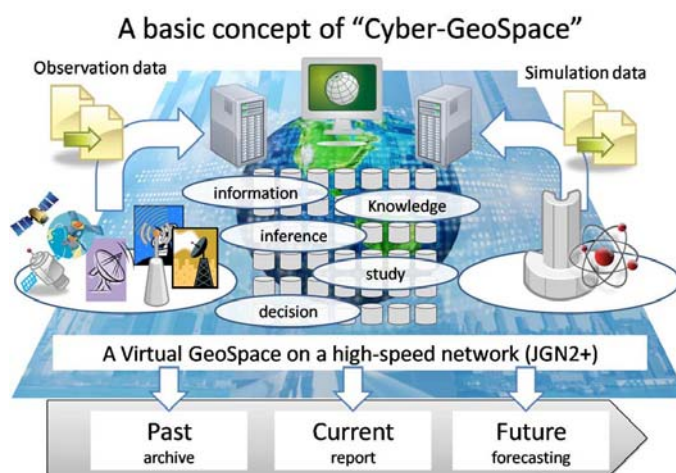 A basic concept of “Cyber-GeoSpace”
Observation data
Simulation data
information
Knowledge
inference
study
decision
A Virtual GeoSpace on a high-speed network (JGN2+)
Past
archive
Current
report
Future
forecasting